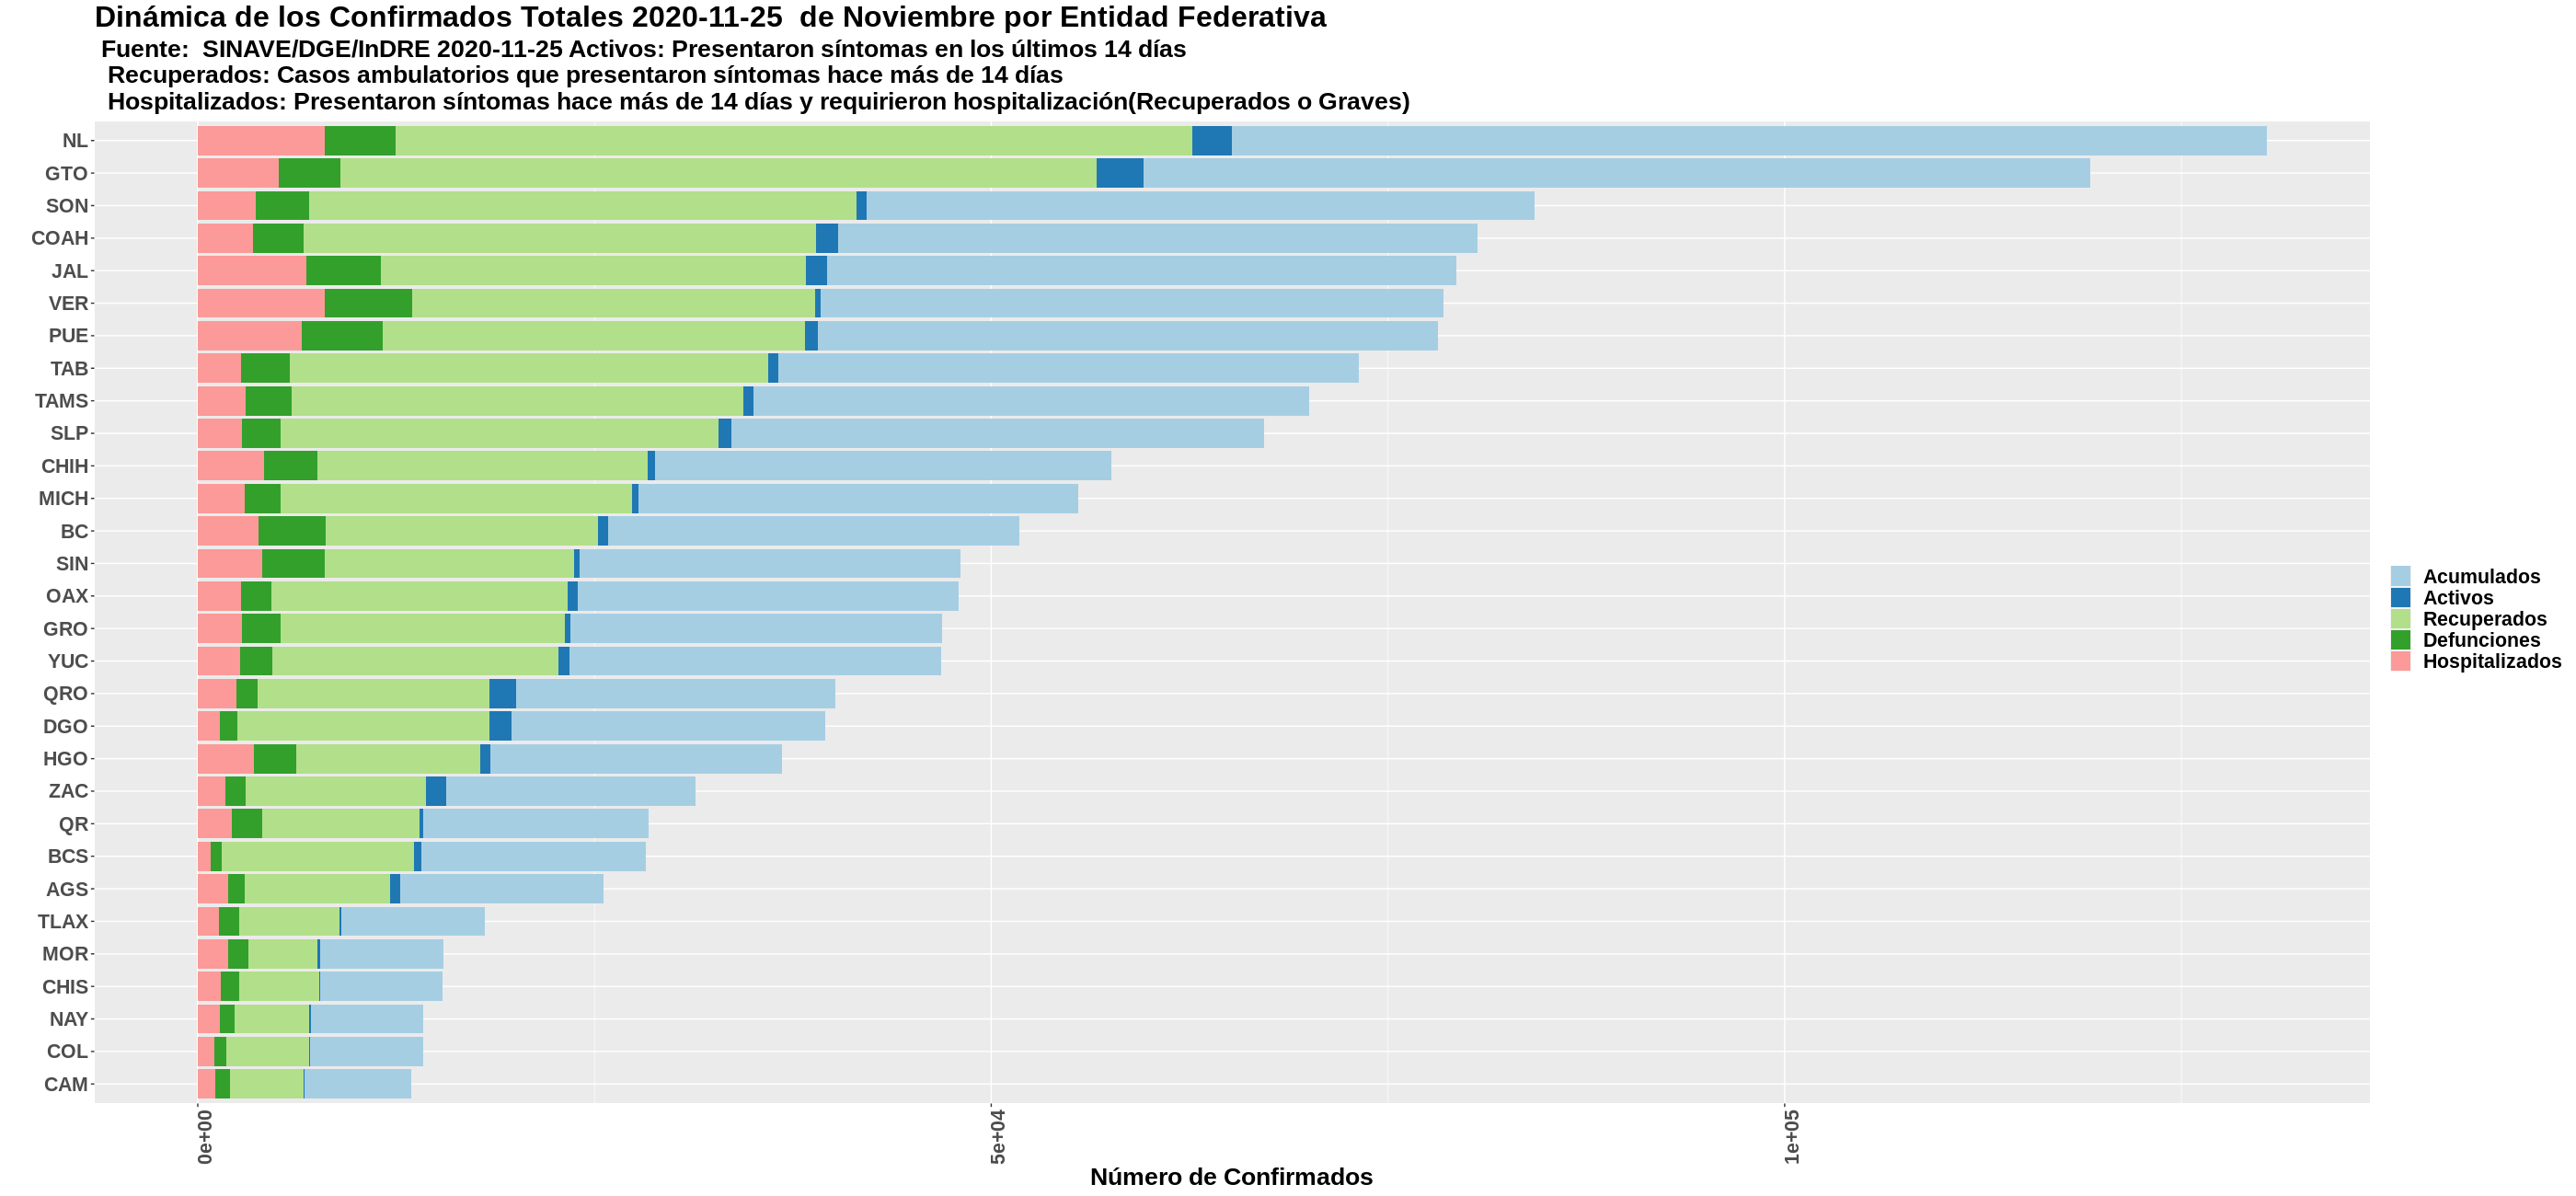 Dinámica de los Confirmados Totales 2020-11-25  de Noviembre por Entidad Federativa
Fuente:  SINAVE/DGE/InDRE 2020-11-25 Activos: Presentaron síntomas en los últimos 14 días
Recuperados: Casos ambulatorios que presentaron síntomas hace más de 14 días
Hospitalizados: Presentaron síntomas hace más de 14 días y requirieron hospitalización(Recuperados o Graves)
NL
GTO
SON
COAH
JAL
VER
PUE
TAB
TAMS
SLP
CHIH
MICH
BC
SIN
OAX
GRO
YUC
QRO
DGO
HGO
ZAC
QR
BCS
AGS
TLAX
MOR
CHIS
NAY
COL
CAM
0e+00
5e+04
1e+05
Número de Confirmados
Acumulados
Activos
Recuperados
Defunciones
Hospitalizados